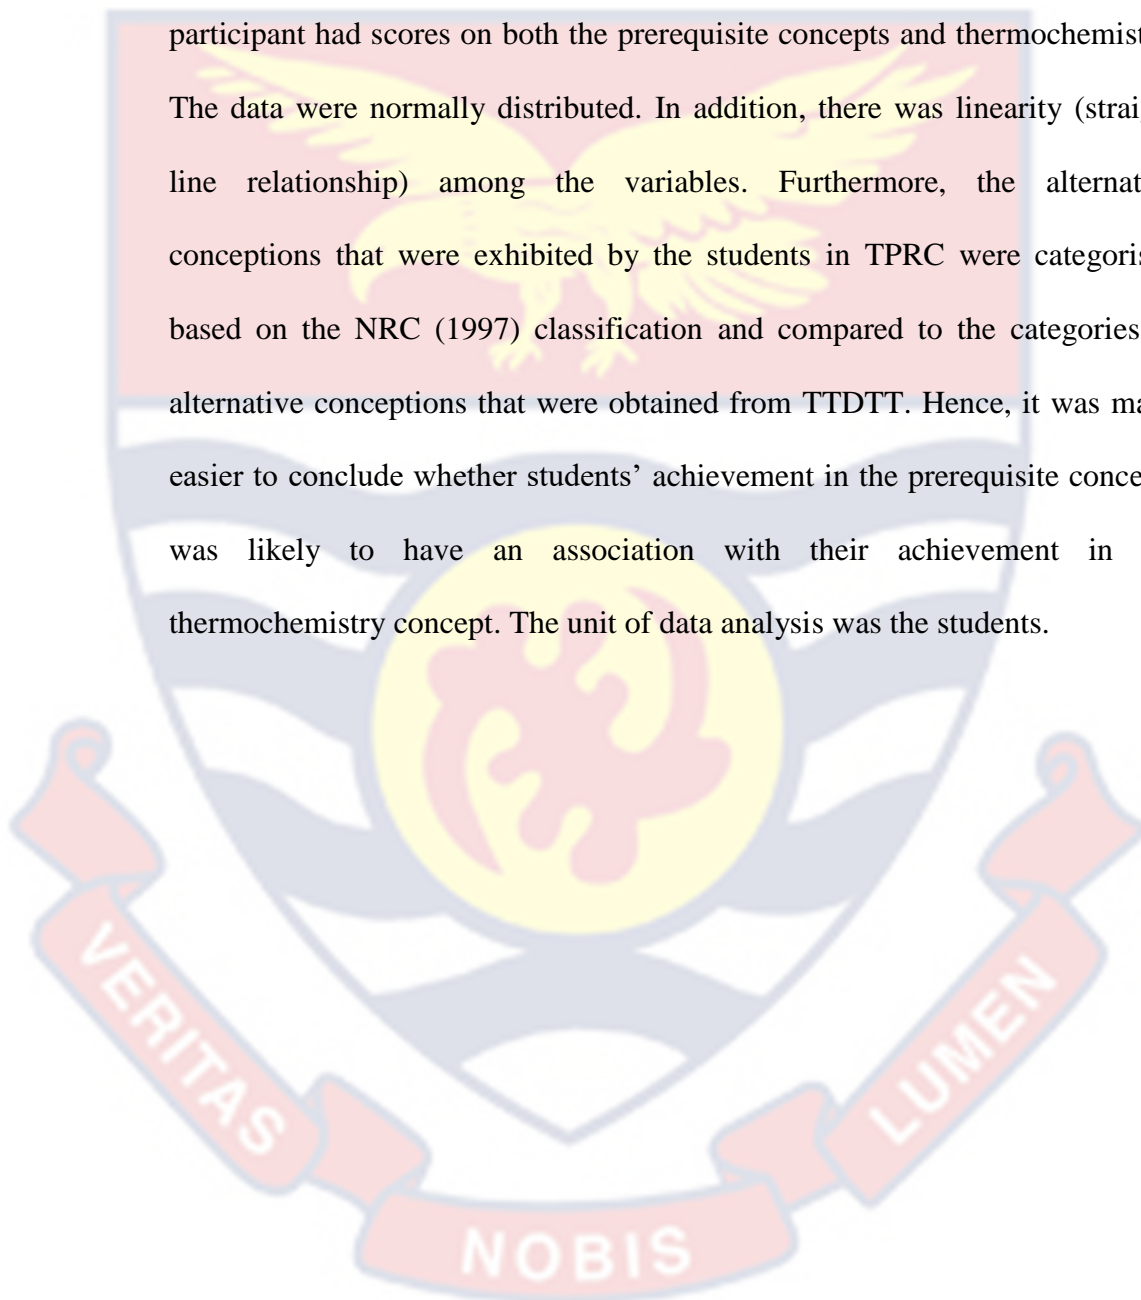 participant had scores on both the prerequisite concepts and thermochemist
The data were normally distributed. In addition, there was linearity (strai
line relationship) among the variables. Furthermore, the alternat
conceptions that were exhibited by the students in TPRC were categoris
based on the NRC (1997) classification and compared to the categories
alternative conceptions that were obtained from TTDTT. Hence, it was ma
easier to conclude whether students’ achievement in the prerequisite conce
was likely to have an association with their achievement in
thermochemistry concept. The unit of data analysis was the students.
VERITAS
NOBIS
LUMEN